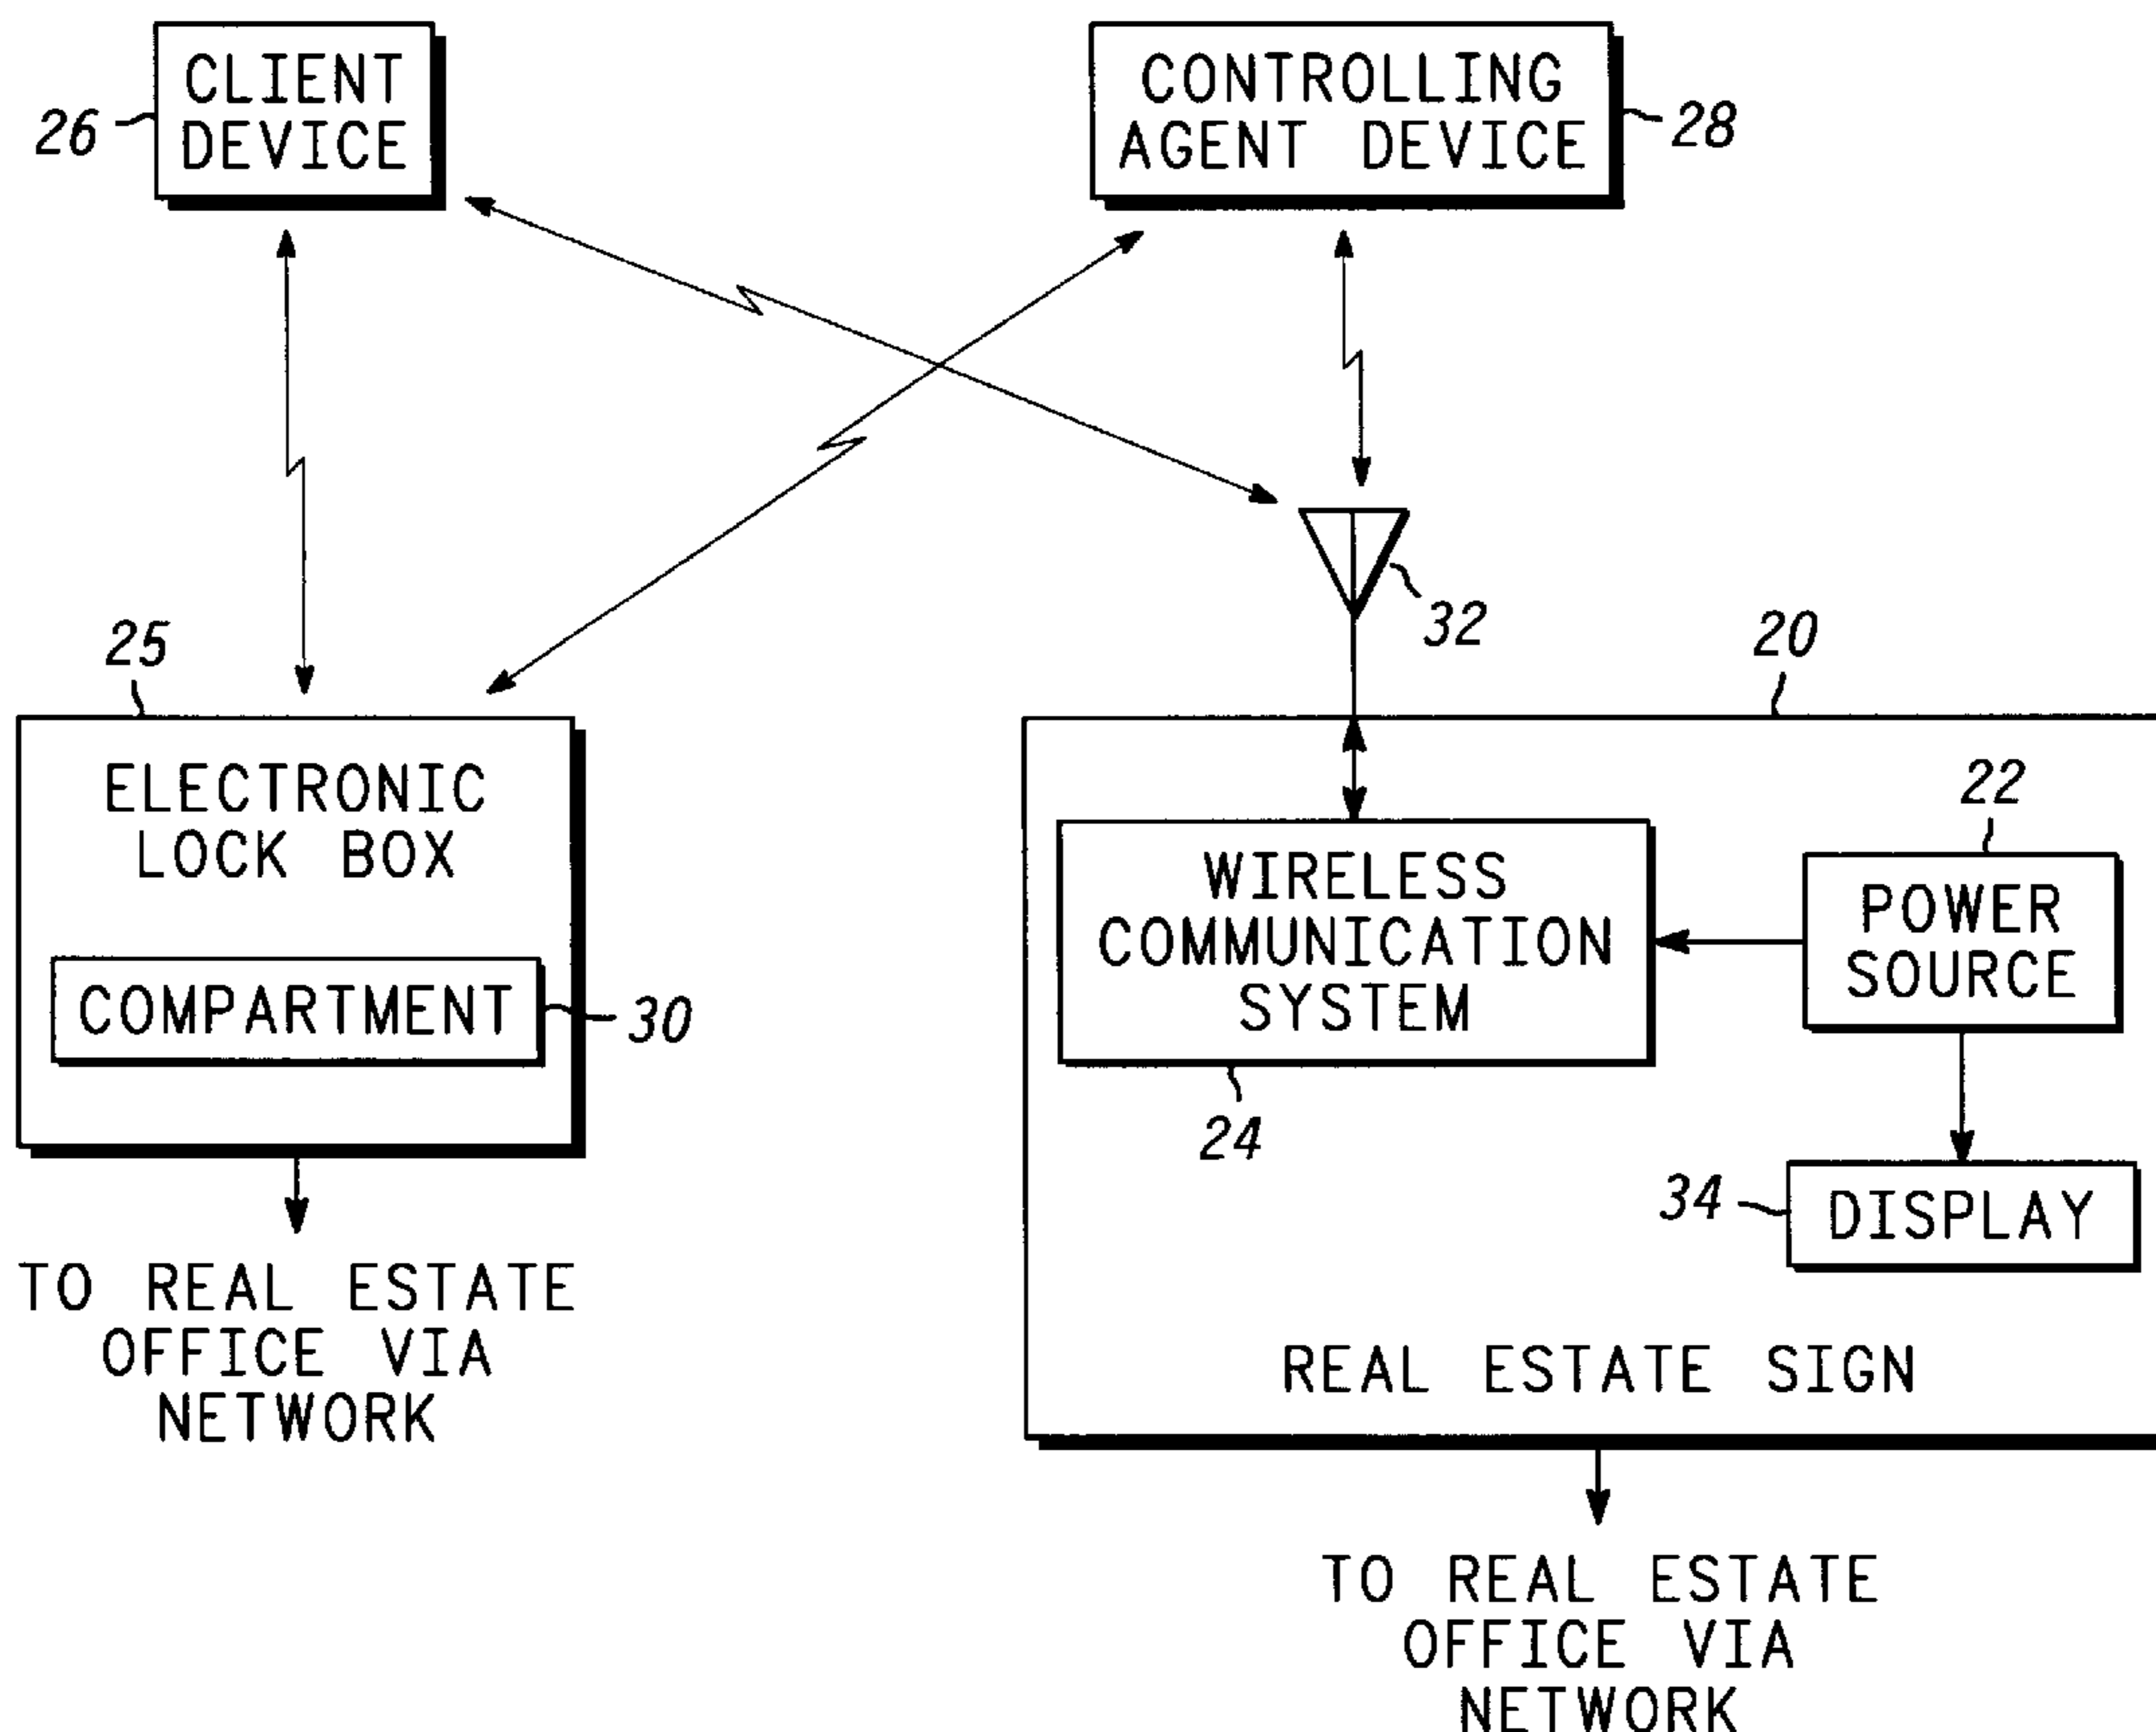 CLIENT
DEVICE
26
CONTROLLING
AGENT DEVICE
28
32
25
20
ELECTRONIC
LOCK BOX
COMPARTMENT
30
WIRELESS
COMMUNICATION
SYSTEM
24
22
POWER
SOURCE
34
DISPLAY
REAL ESTATE SIGN
TO REAL ESTATE
OFFICE VIA
NETWORK
TO REAL ESTATE
OFFICE VIA
NETWORK